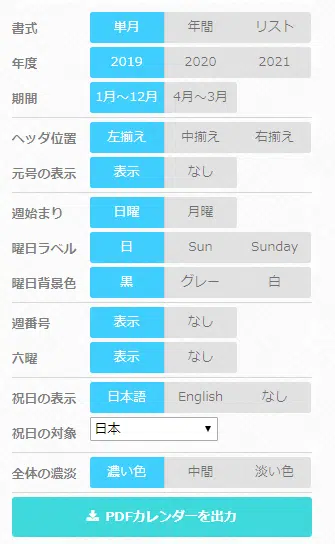 書式 単月 年間 リスト
年度 2019 2020 2021
期間 1月～12月 4月～3月
ヘッダ位置 左揃え 中揃え 右揃え
元号の表示 表示 なし
週始まり 日曜 月曜
曜日ラベル 日 Sun Sunday
曜日背景色 黒 グレー 白
週番号 表示 なし
六曜 表示 なし
祝日の表示 日本語 English なし
祝日の対象 日本
全体の濃淡 濃い色 中間 淡い色
PDFカレンダーを出力